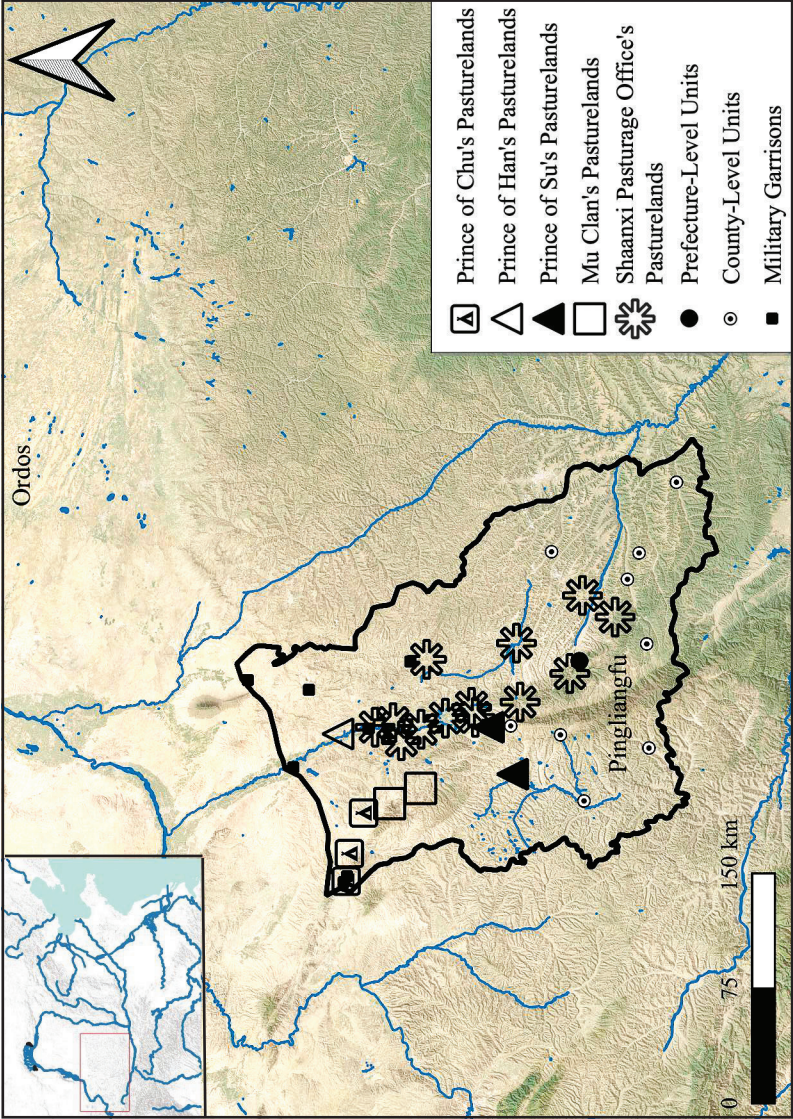 Ordos
Pingliangfu
0 75 150 km
Prince of Chu's Pasturelands
Prince of Han's Pasturelands
Prince of Su's Pasturelands
Mu Clan's Pasturelands
Shaanxi Pasturage Office's
Pasturelands
Prefecture-Level Units
County-Level Units
Military Garrisons